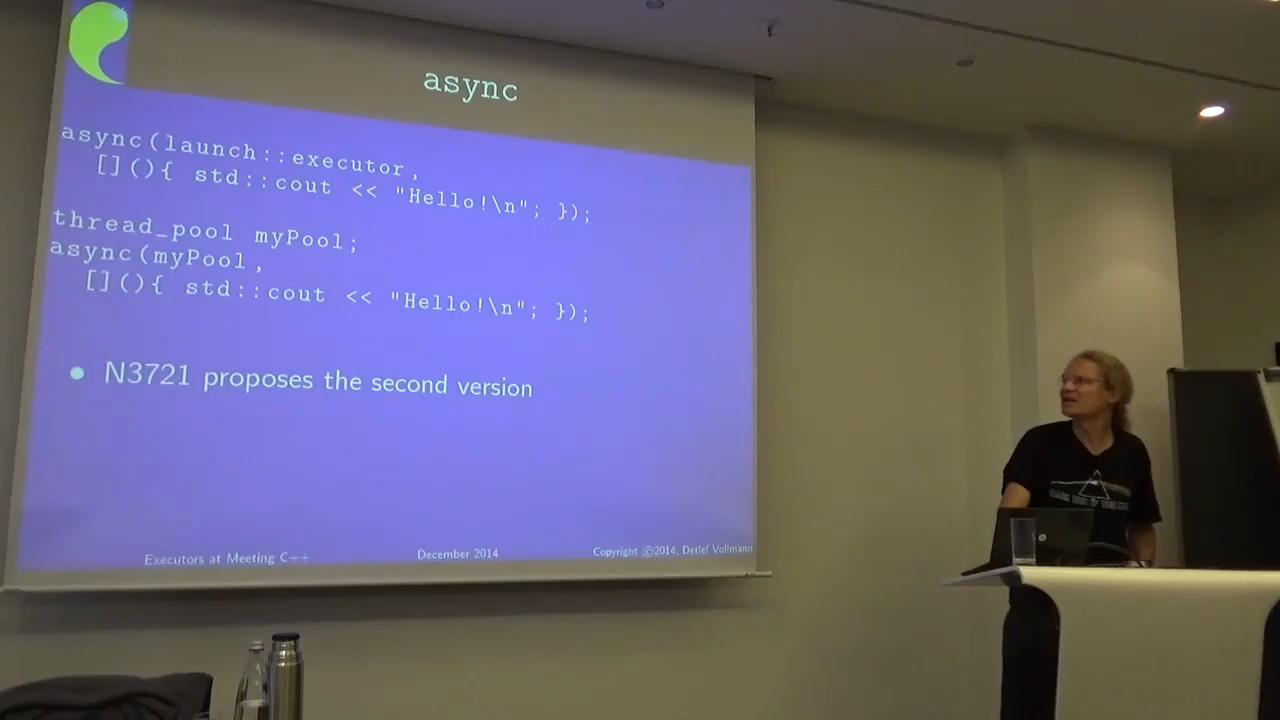 async
async(launch::executor,
[](){ std::cout << "Hello!\n"; });
thread_pool myPool;
async(myPool,
[](){ std::cout << "Hello!\n"; });
• N3721 proposes the second version
Executors at Meeting C++
December 2014
Copyright ©2014, Detlef Vollmann
hp